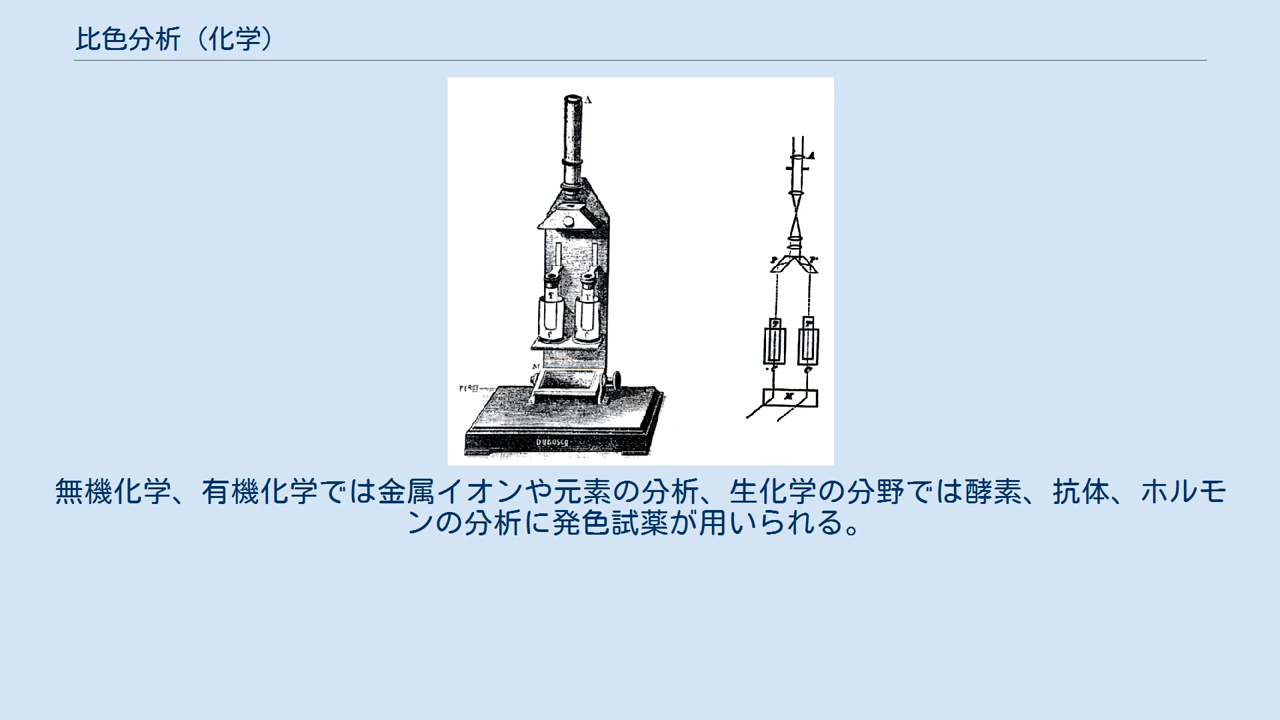 比色分析（化学）
A
A
P P'
T T
T T'
C C
C C'
M
M
DUBOSCQ
無機化学、有機化学では金属イオンや元素の分析、生化学の分野では酵素、抗体、ホルモ
ンの分析に発色試薬が用いられる。